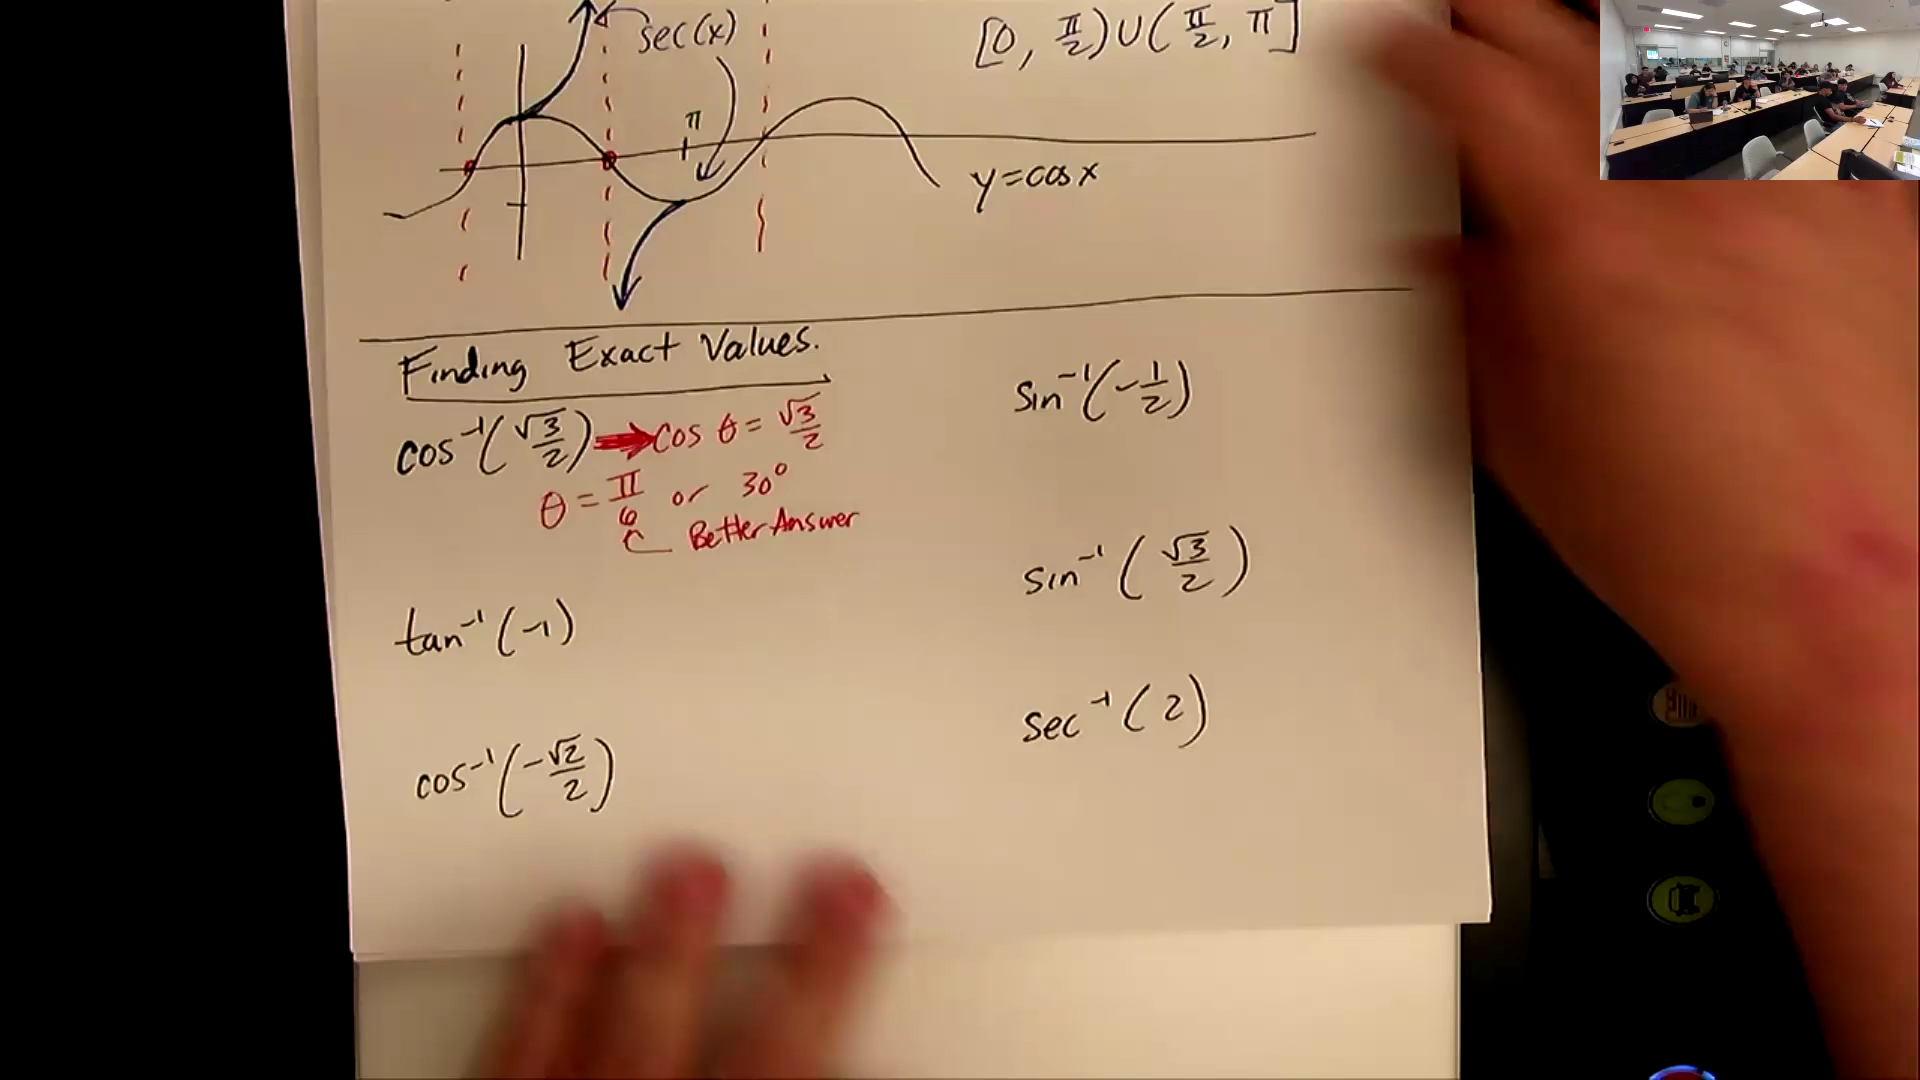 sec(x)
[0, π/2)∪(π/2, π]
π
y=cos x
Finding Exact Values.
cos⁻¹(√3/2) → cos θ = √3/2
θ = π/6 or 30°
Better Answer
tan⁻¹(-1)
cos⁻¹(-√2/2)
sin⁻¹(-1/2)
sin⁻¹(√3/2)
sec⁻¹(2)